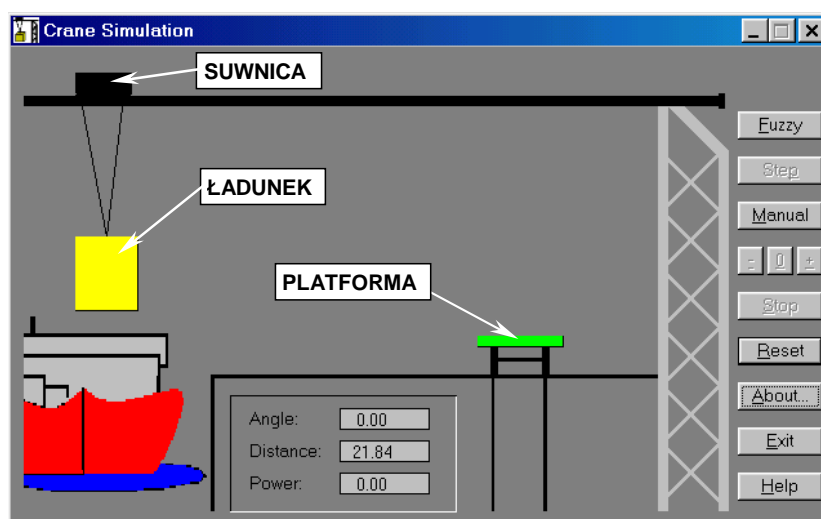 Crane Simulation
SUWNICA
ŁADUNEK
PLATFORMA
Angle: 0.00
Distance: 21.84
Power: 0.00
Fuzzy
Step
Manual
- 0 +
Stop
Reset
About...
Exit
Help